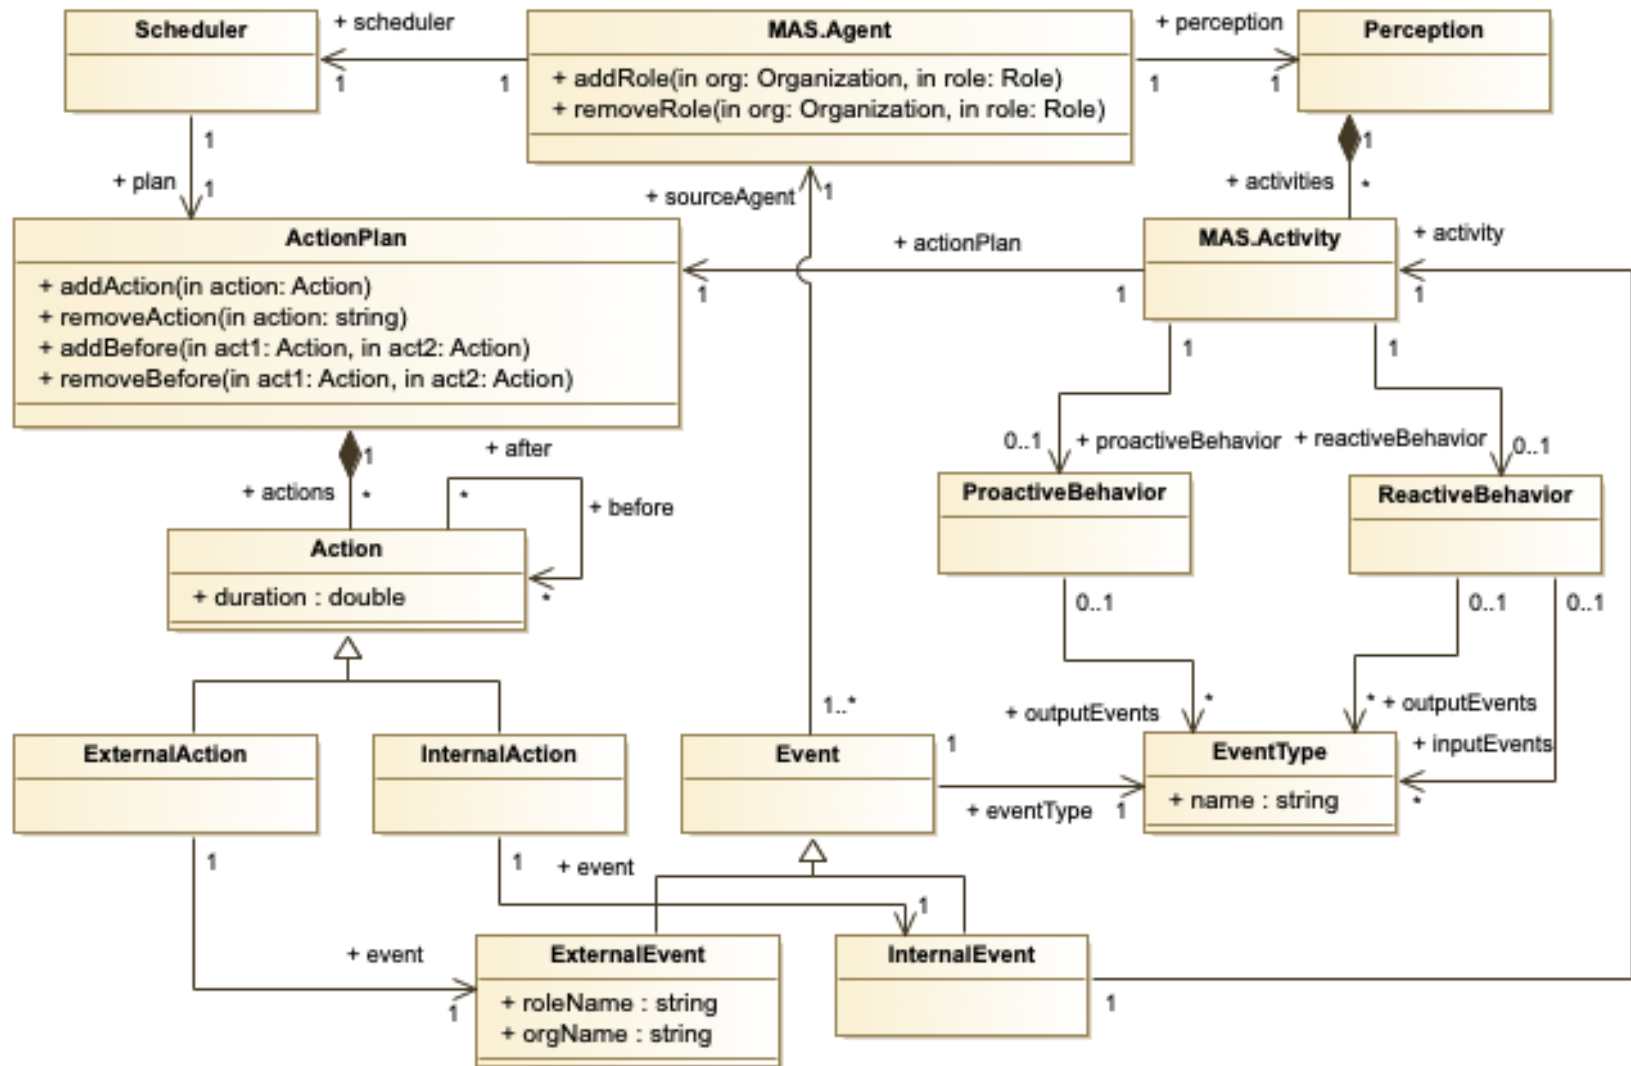 Scheduler
+ scheduler
1
1
MAS.Agent
+ addRole(in org: Organization, in role: Role)
+ removeRole(in org: Organization, in role: Role)
+ perception
1
1
Perception
1
+ plan
1
+ sourceAgent
1
1
+ activities
*
ActionPlan
+ addAction(in action: Action)
+ removeAction(in action: string)
+ addBefore(in act1: Action, in act2: Action)
+ removeBefore(in act1: Action, in act2: Action)
+ actionPlan
1
1
MAS.Activity
+ activity
1
1
1
1
+ actions
*
+ after
*
+ before
*
0..1
+ proactiveBehavior
+ reactiveBehavior
0..1
ProactiveBehavior
ReactiveBehavior
Action
+ duration : double
0..1
0..1
0..1
1..*
+ outputEvents
*
*
+ outputEvents
+ inputEvents
*
ExternalAction
InternalAction
Event
1
+ eventType
1
EventType
+ name : string
1
1
+ event
1
+ event
1
ExternalEvent
+ roleName : string
+ orgName : string
InternalEvent
1